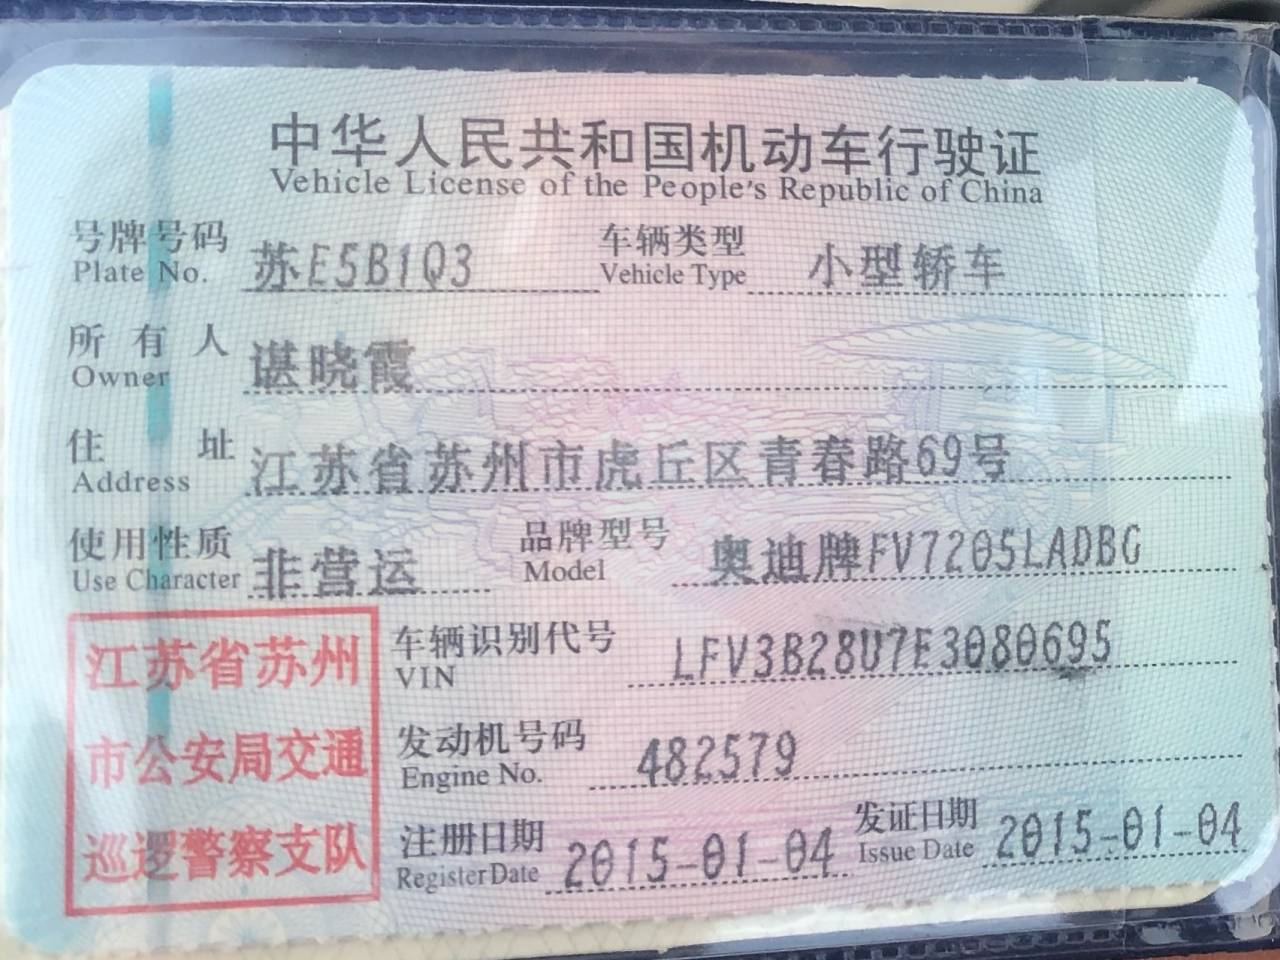 中华人民共和国机动车行驶证
Vehicle License of the People's Republic of China
号牌号码 苏E5B1Q3 车辆类型 小型轿车
Plate No. Vehicle Type
所有人 谌晓霞
Owner
住址 江苏省苏州市虎丘区青春路69号
Address
使用性质 非营运 品牌型号 奥迪牌FV7205LADBG
Use Character Model
江苏省苏州
市公安局交通
巡逻警察支队
车辆识别代号 LFV3B28U7E3080695
VIN
发动机号码 482579
Engine No.
注册日期 2015-01-04 发证日期 2015-01-04
Register Date Issue Date